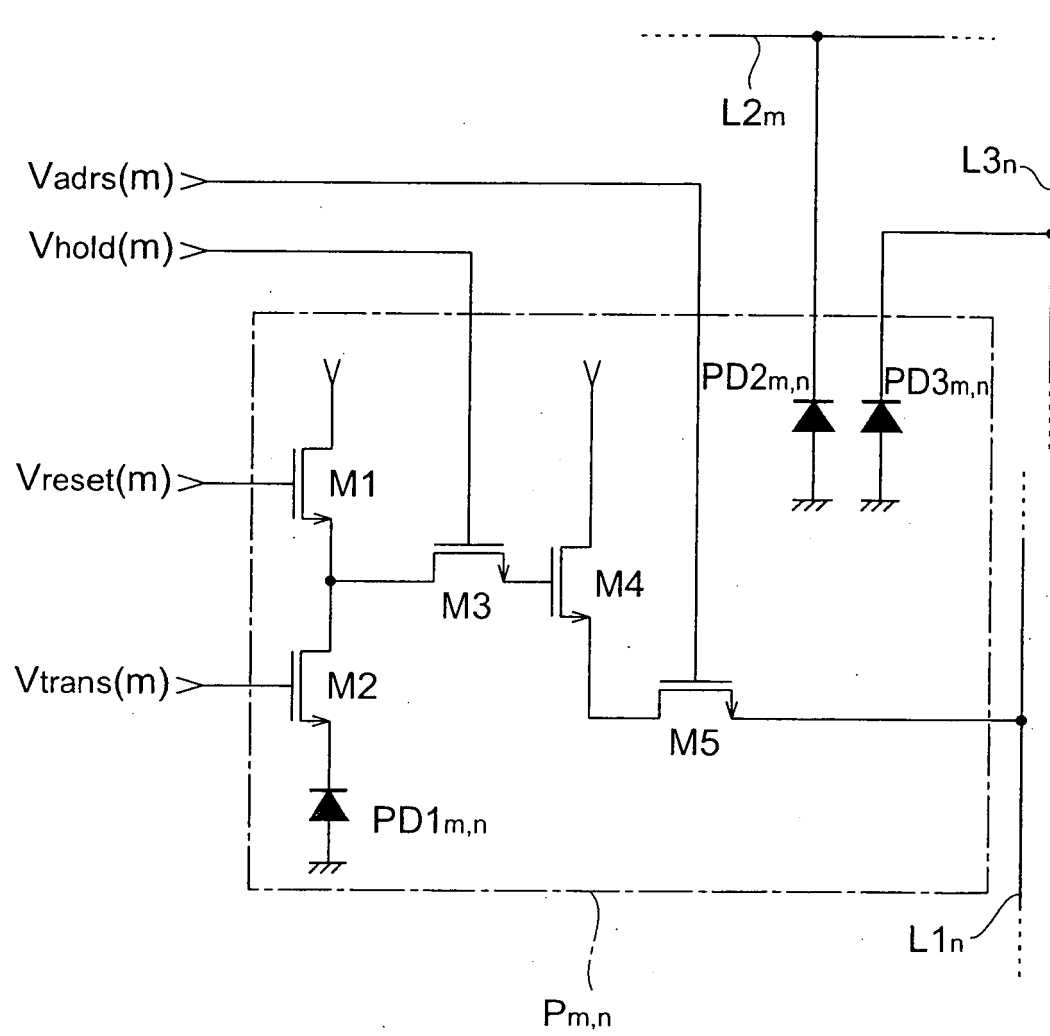 L2m
L3n
Vadrs(m)
Vhold(m)
PD2m,n
PD3m,n
Vreset(m)
M1
M3
M4
Vtrans(m)
M2
M5
PD1m,n
L1n
Pm,n